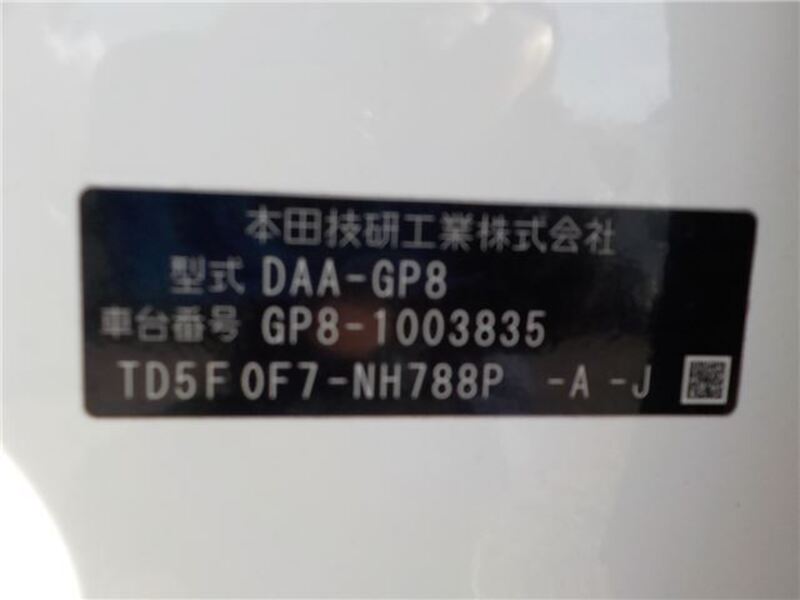 本田技研工業株式会社
型式 DAA-GP8
車台番号 GP8-1003835
TD5F 0F7-NH788P -A -J